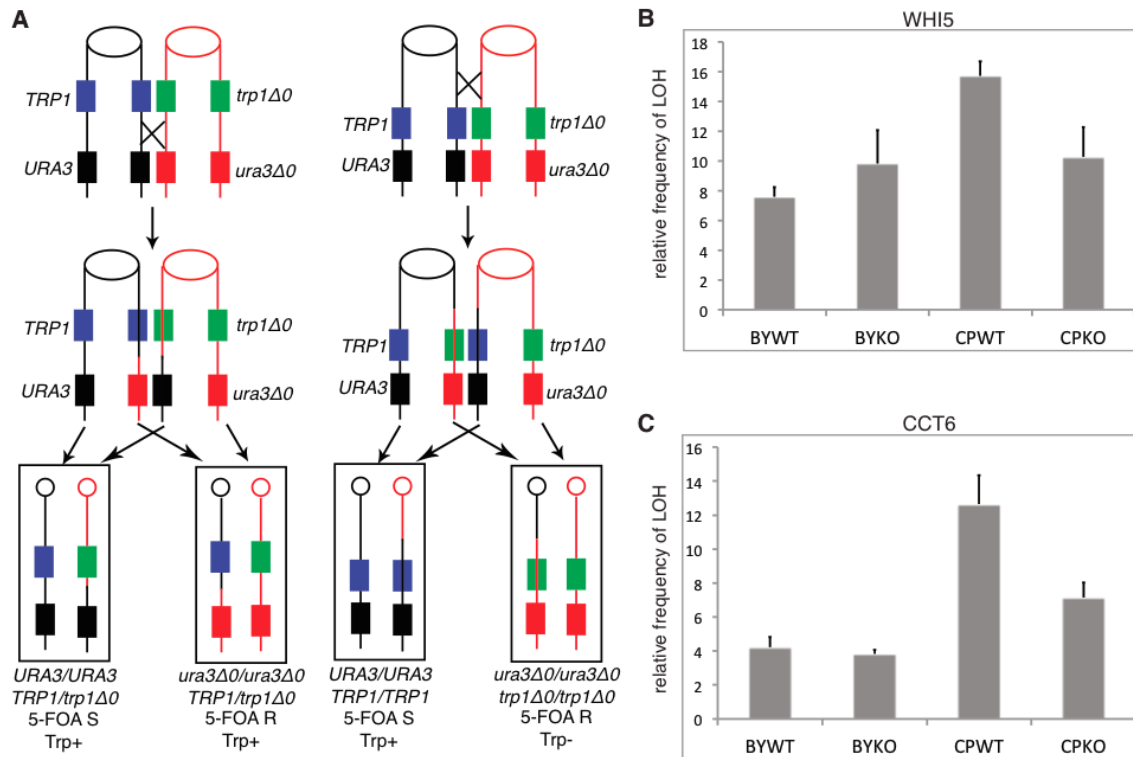 A
TRP1
trp1Δ0
URA3
ura3Δ0
TRP1
trp1Δ0
URA3
ura3Δ0
TRP1
trp1Δ0
URA3
ura3Δ0
TRP1
trp1Δ0
URA3
ura3Δ0
URA3/URA3
TRP1/trp1Δ0
5-FOA S
Trp+
ura3Δ0/ura3Δ0
TRP1/trp1Δ0
5-FOA R
Trp+
URA3/URA3
TRP1/TRP1
5-FOA S
Trp+
ura3Δ0/ura3Δ0
trp1Δ0/trp1Δ0
5-FOA R
Trp-
B
WHI5
relative frequency of LOH
18
16
14
12
10
8
6
4
2
0
BYWT BYKO CPWT CPKO
C
CCT6
relative frequency of LOH
16
14
12
10
8
6
4
2
0
BYWT BYKO CPWT CPKO